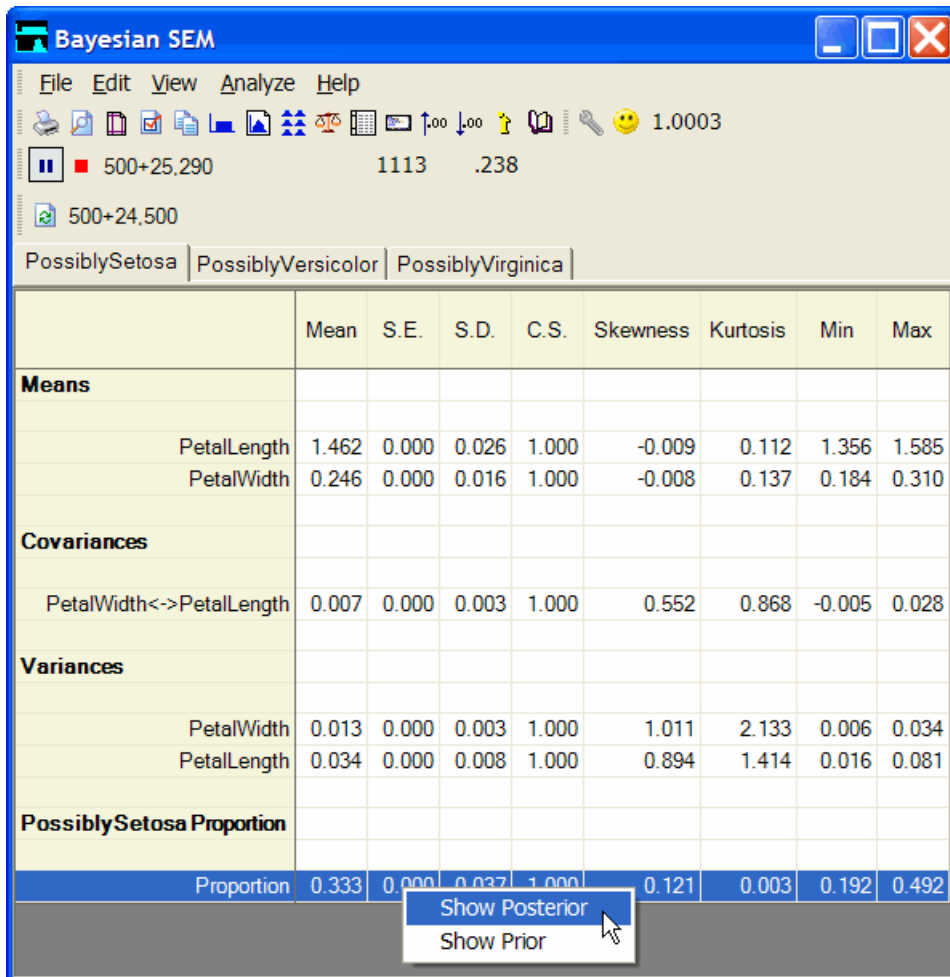 Bayesian SEM
File Edit View Analyze Help
1.0003
500+25,290 1113 .238
500+24,500
PossiblySetosa PossiblyVersicolor PossiblyVirginica
Mean S.E. S.D. C.S. Skewness Kurtosis Min Max
Means
PetalLength 1.462 0.000 0.026 1.000 -0.009 0.112 1.356 1.585
PetalWidth 0.246 0.000 0.016 1.000 -0.008 0.137 0.184 0.310
Covariances
PetalWidth<->PetalLength 0.007 0.000 0.003 1.000 0.552 0.868 -0.005 0.028
Variances
PetalWidth 0.013 0.000 0.003 1.000 1.011 2.133 0.006 0.034
PetalLength 0.034 0.000 0.008 1.000 0.894 1.414 0.016 0.081
PossiblySetosa Proportion
Proportion 0.333 0.000 0.037 1.000 0.121 0.003 0.192 0.492
Show Posterior
Show Prior